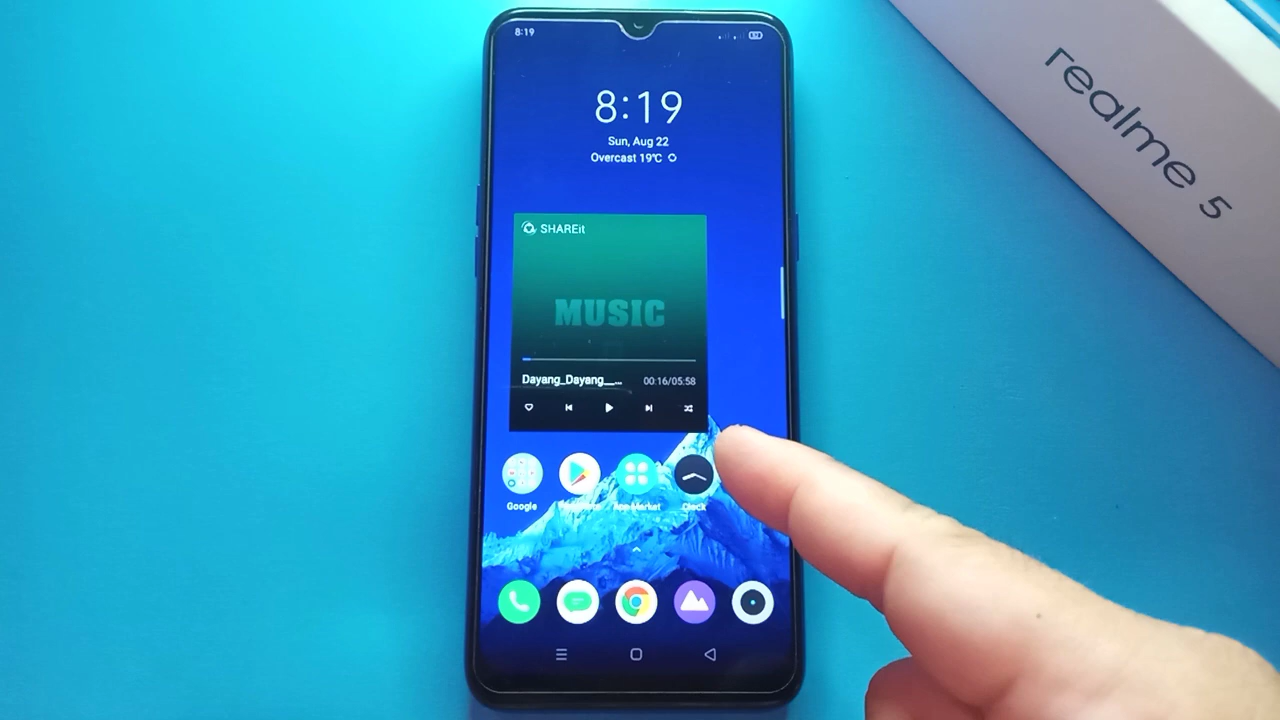 8:19
8:19
Sun, Aug 22
Overcast 19℃
SHAREit
MUSIC
Dayang_Dayang__...
00:16/05:58
Google
App Market
Clock
realme 5